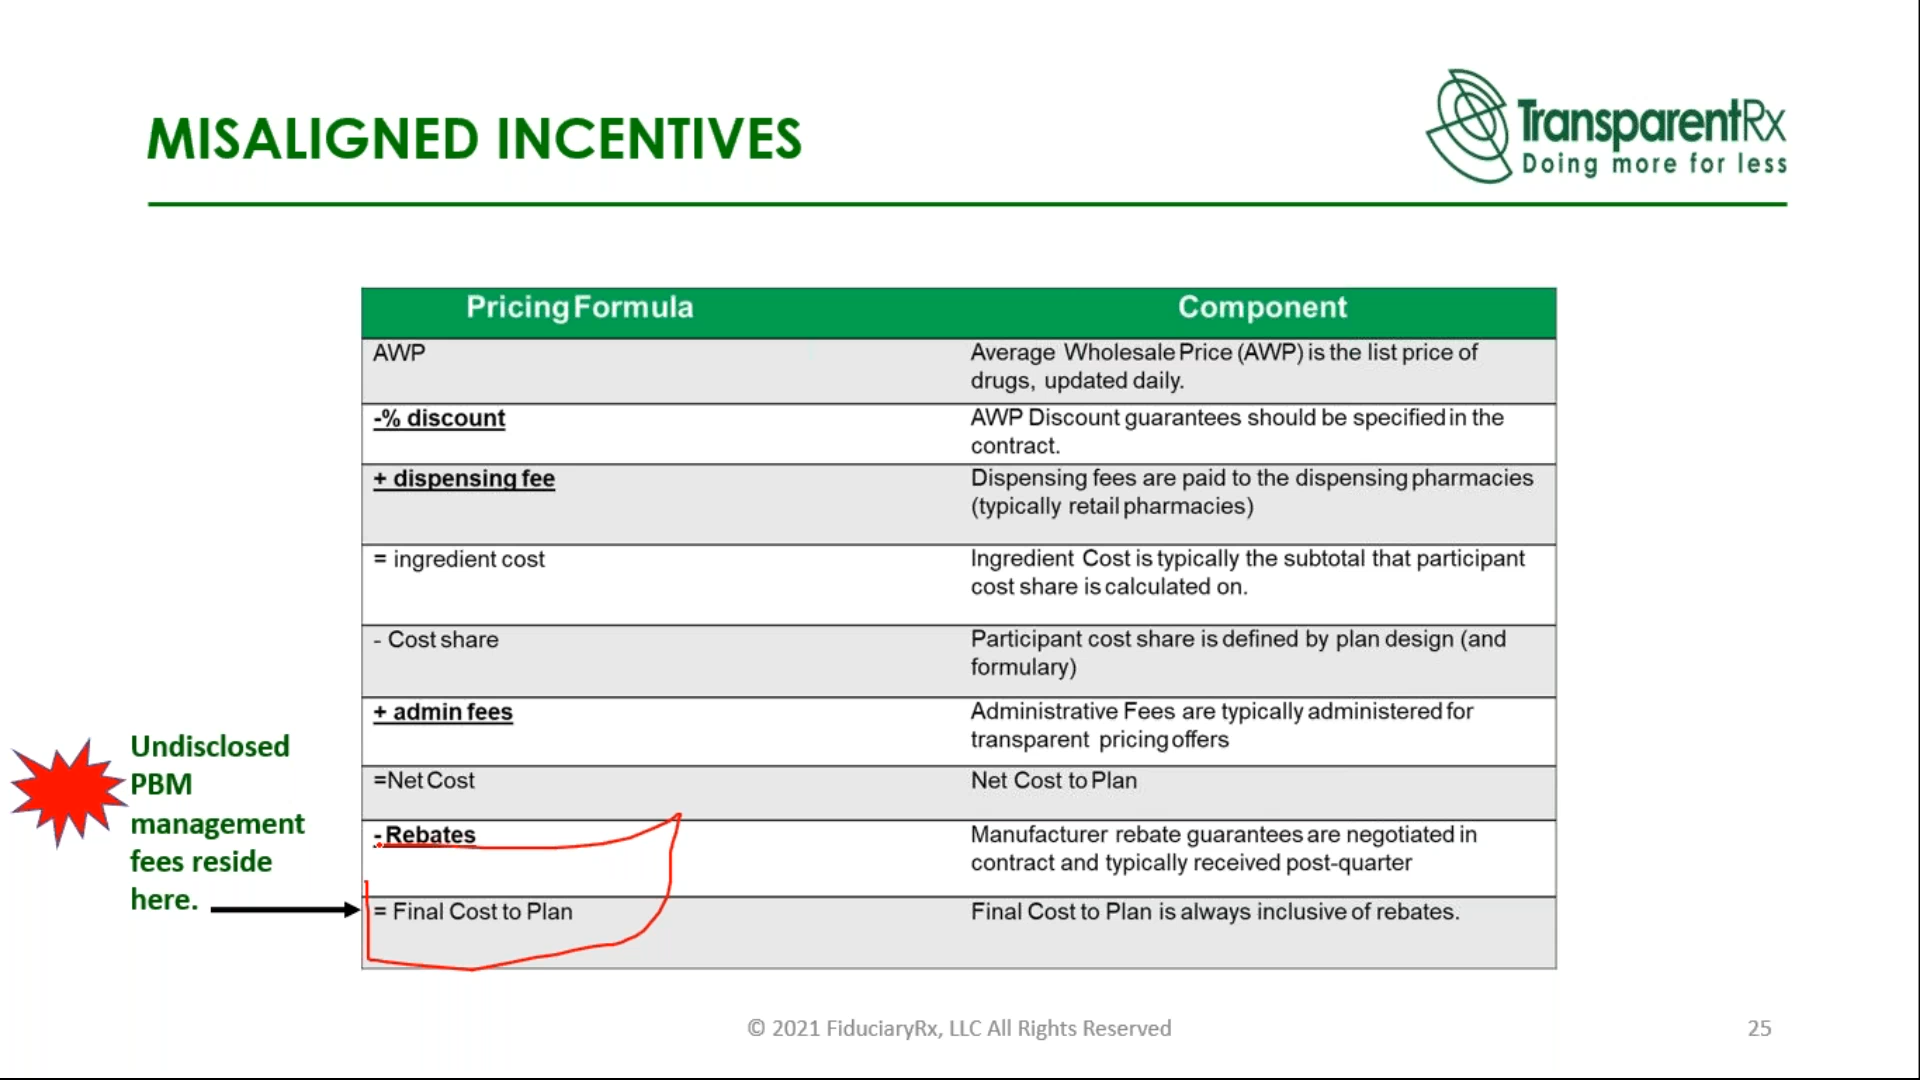 MISALIGNED INCENTIVES
TransparentRx
Doing more for less
Pricing Formula Component
AWP Average Wholesale Price (AWP) is the list price of
drugs, updated daily.
-% discount AWP Discount guarantees should be specified in the
contract.
+ dispensing fee Dispensing fees are paid to the dispensing pharmacies
(typically retail pharmacies)
= ingredient cost Ingredient Cost is typically the subtotal that participant
cost share is calculated on.
- Cost share Participant cost share is defined by plan design (and
formulary)
+ admin fees Administrative Fees are typically administered for
transparent pricing offers
=Net Cost Net Cost to Plan
- Rebates Manufacturer rebate guarantees are negotiated in
contract and typically received post-quarter
= Final Cost to Plan Final Cost to Plan is always inclusive of rebates.
Undisclosed
PBM
management
fees reside
here.
© 2021 FiduciaryRx, LLC All Rights Reserved
25